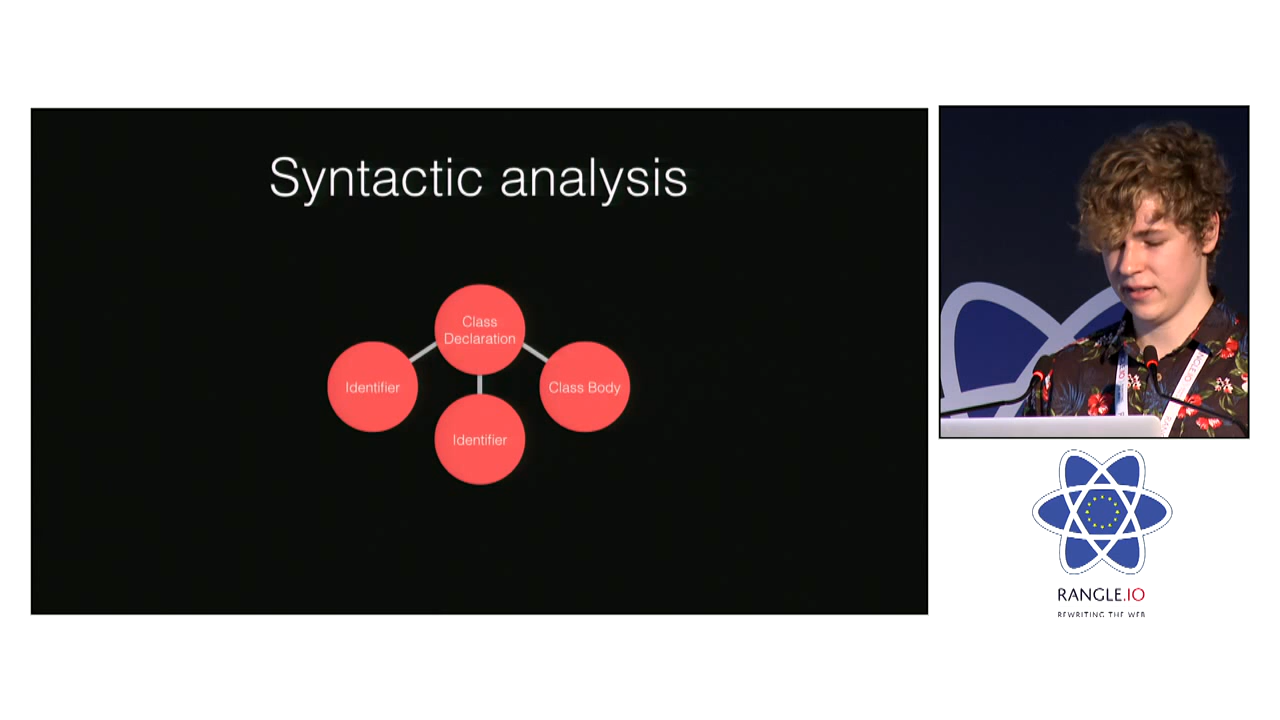 Syntactic analysis
Class
Declaration
Identifier
Class Body
Identifier
RANGLE.IO
REWRITING THE WEB